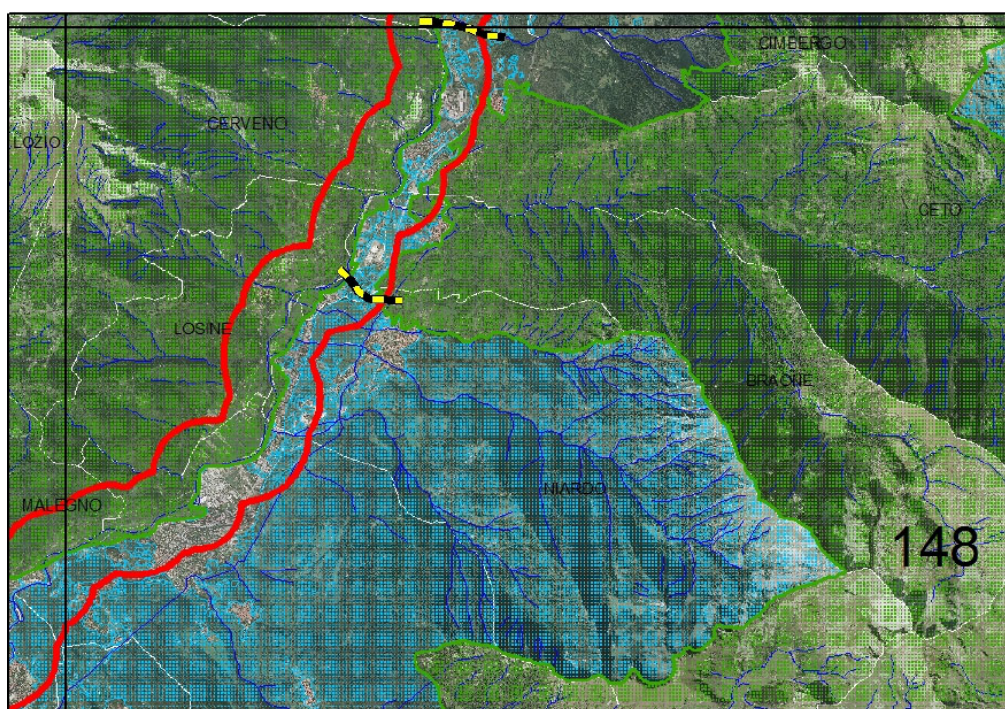 CIMBERGO
CERVENO
LOZIO
CETO
LOSINE
BRAONE
NIARDO
MALEGNO
148